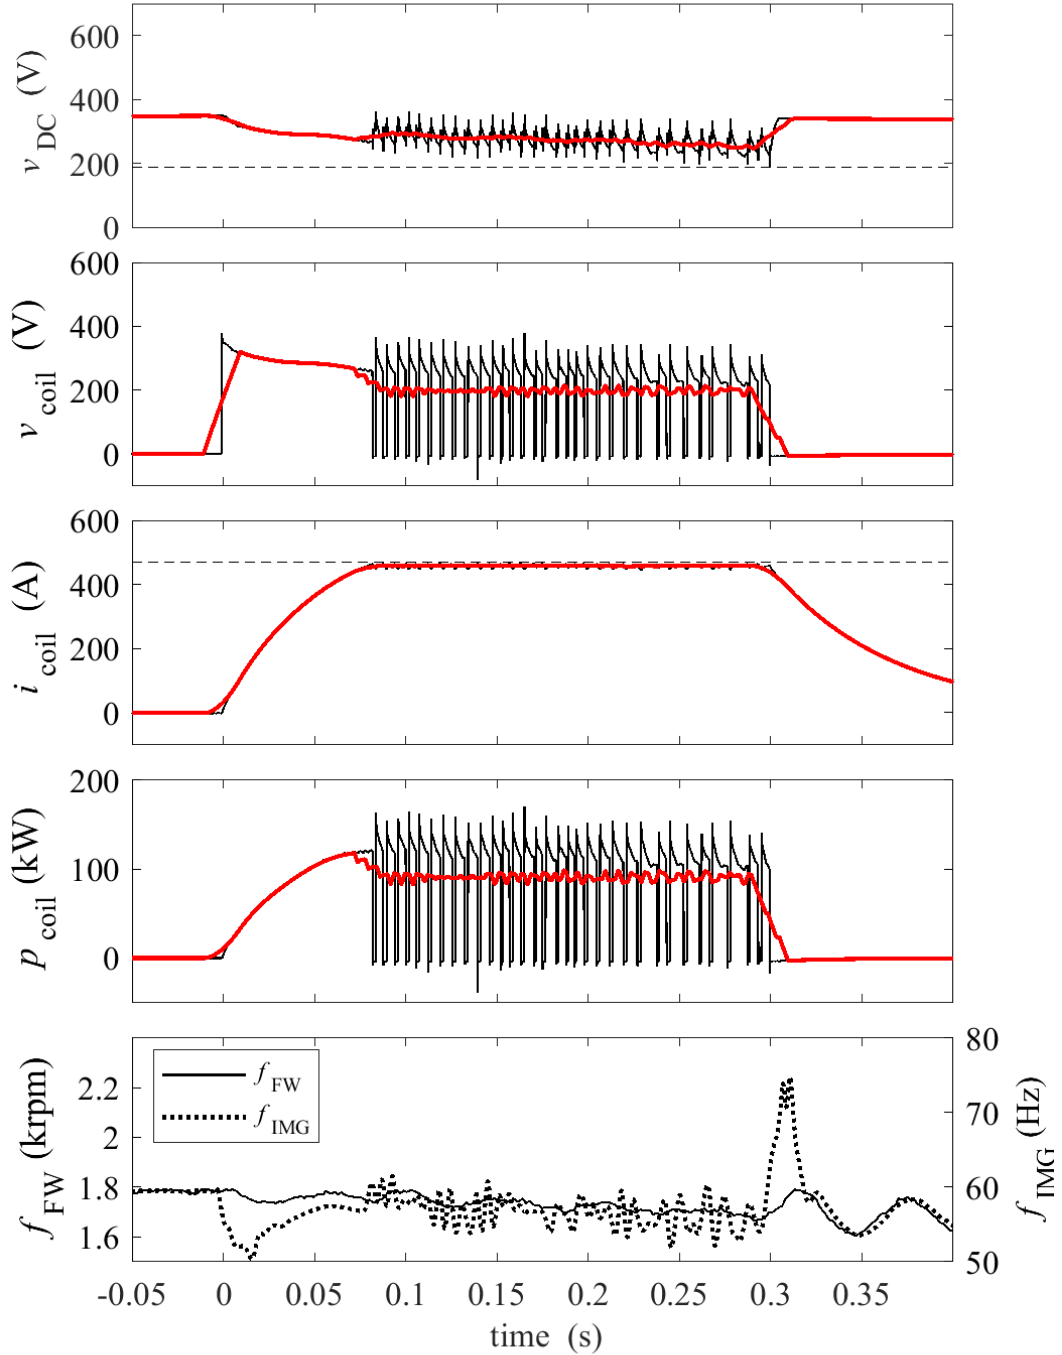 600
400
200
0
v DC (V)
600
400
200
0
v coil (V)
600
400
200
0
i coil (A)
200
100
0
p coil (kW)
2.2
2
1.8
1.6
f FW (krpm)
f FW
f IMG
80
70
60
50
f IMG (Hz)
-0.05 0 0.05 0.1 0.15 0.2 0.25 0.3 0.35
time (s)